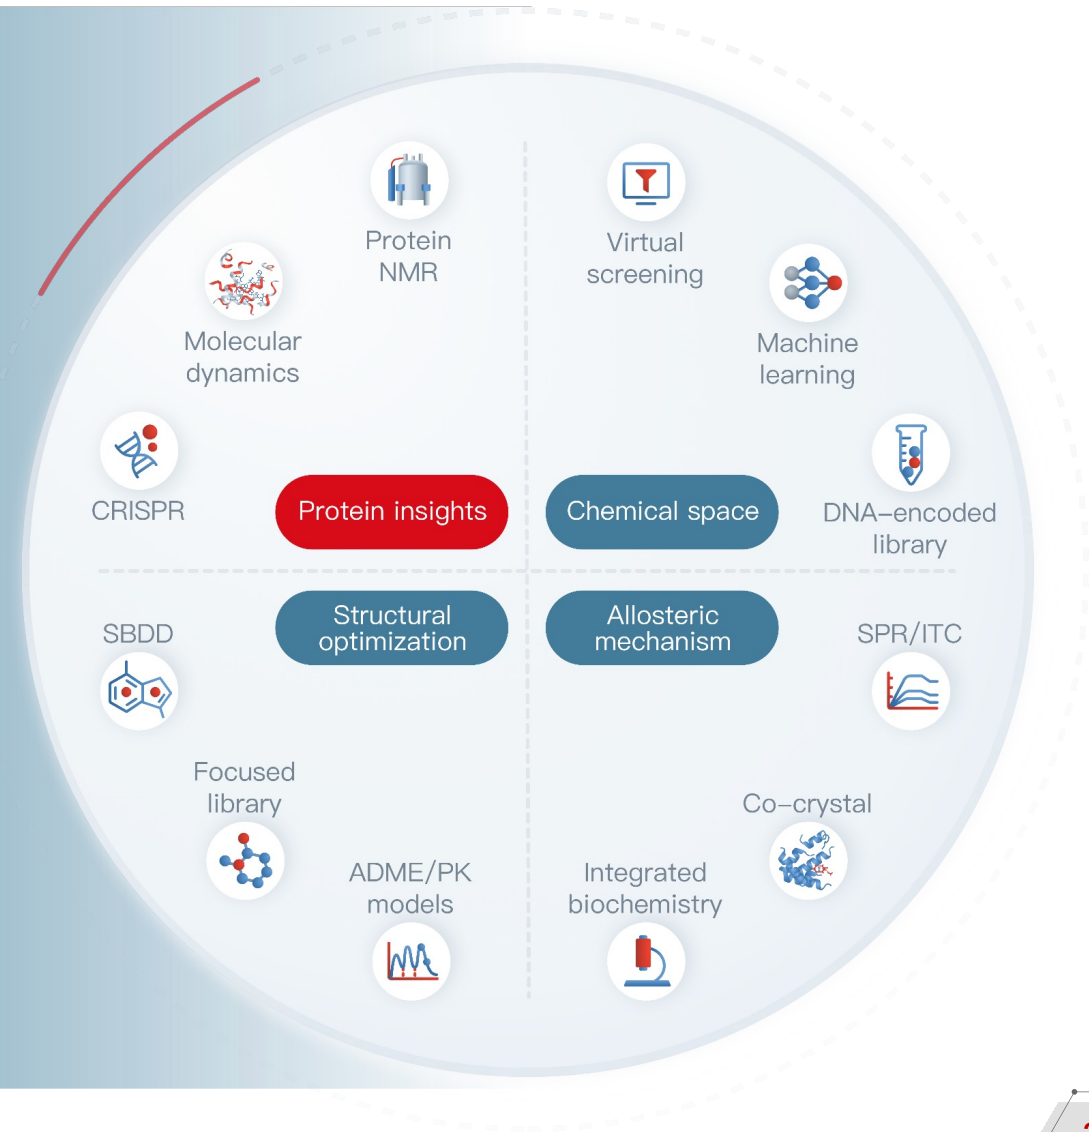 Protein
NMR
Molecular
dynamics
CRISPR
Protein insights
Virtual
screening
Machine
learning
DNA–encoded
library
Chemical space
SBDD
Focused
library
ADME/PK
models
Structural
optimization
Allosteric
mechanism
SPR/ITC
Co–crystal
Integrated
biochemistry